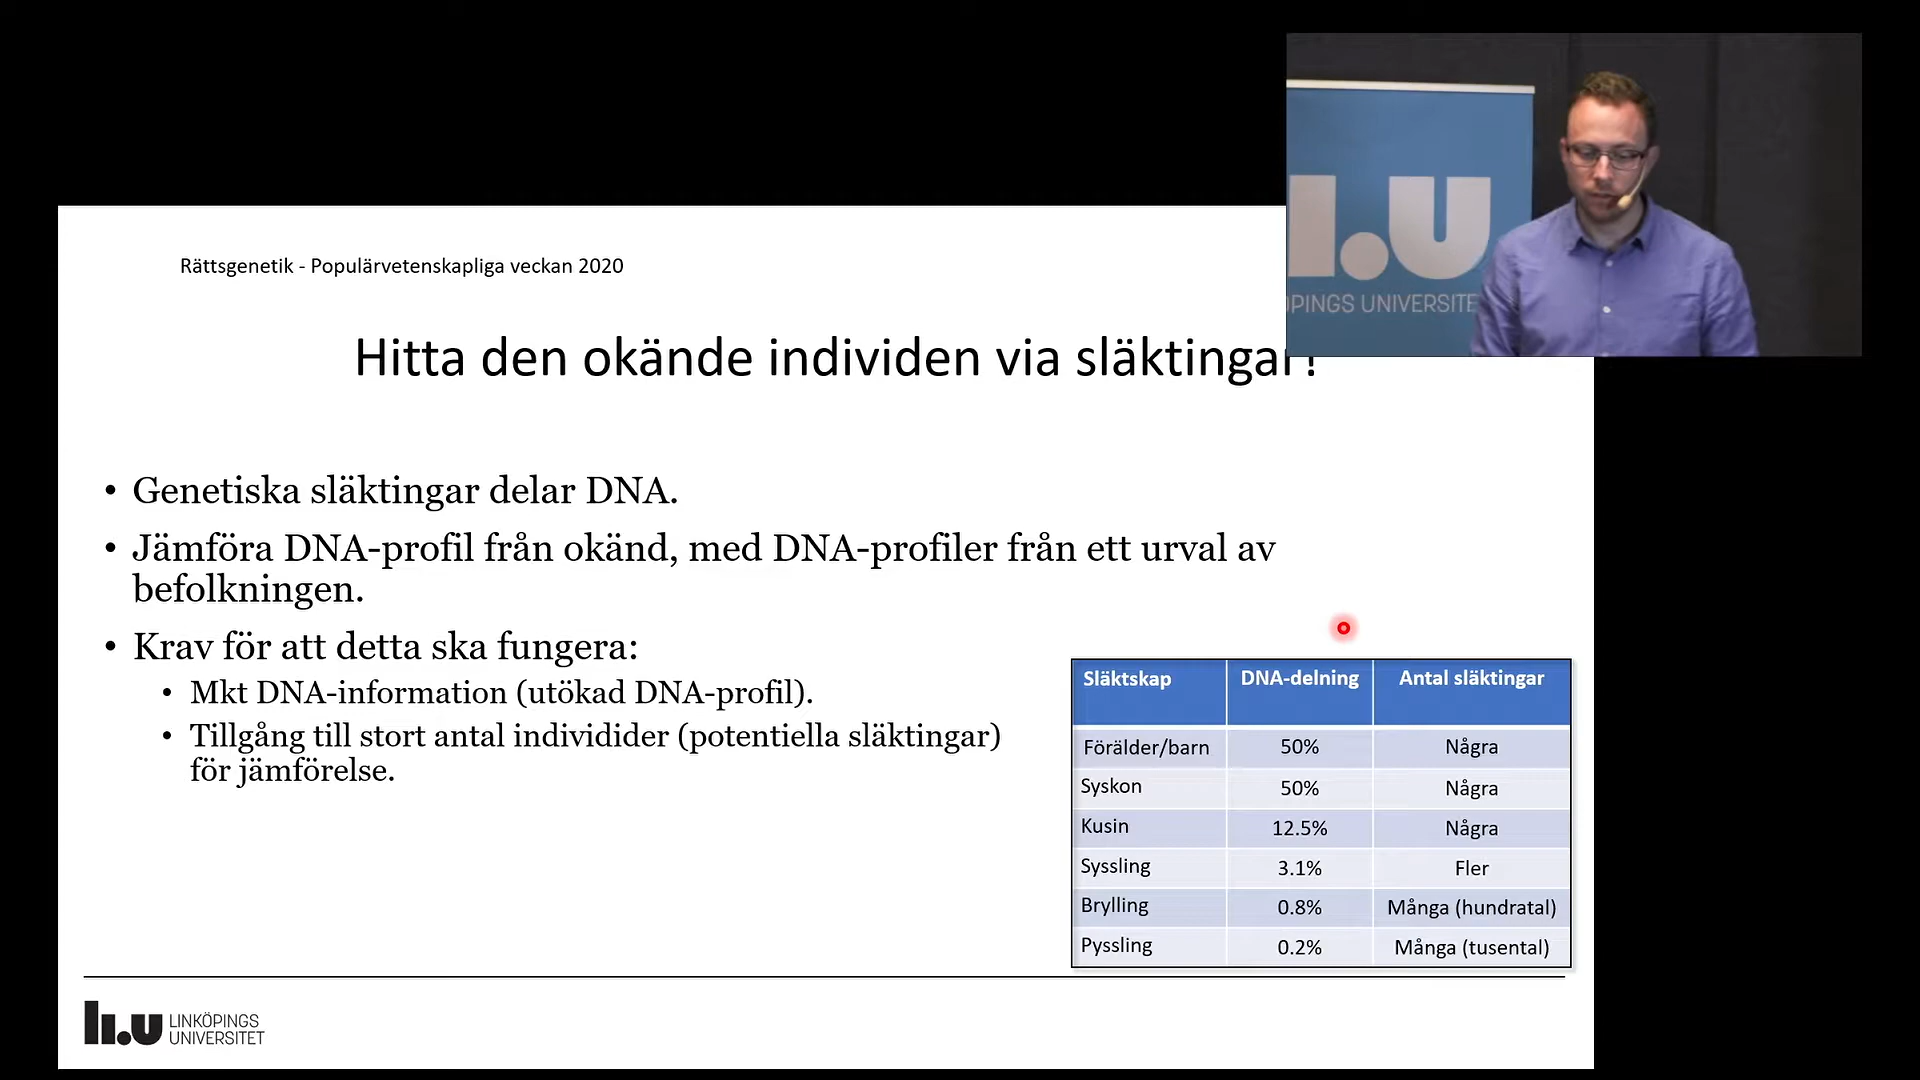 Rättsgenetik - Populärvetenskapliga veckan 2020
li.u
OPINGS UNIVERSITE
Hitta den okände individen via släktingar!
• Genetiska släktingar delar DNA.
• Jämföra DNA-profil från okänd, med DNA-profiler från ett urval av
befolkningen.
• Krav för att detta ska fungera:
• Mkt DNA-information (utökad DNA-profil).
• Tillgång till stort antal individider (potentiella släktingar)
för jämförelse.
Släktskap DNA-delning Antal släktingar
Förälder/barn 50% Några
Syskon 50% Några
Kusin 12.5% Några
Syssling 3.1% Fler
Brylling 0.8% Många (hundratal)
Pyssling 0.2% Många (tusental)
li.u LINKÖPINGS
UNIVERSITET